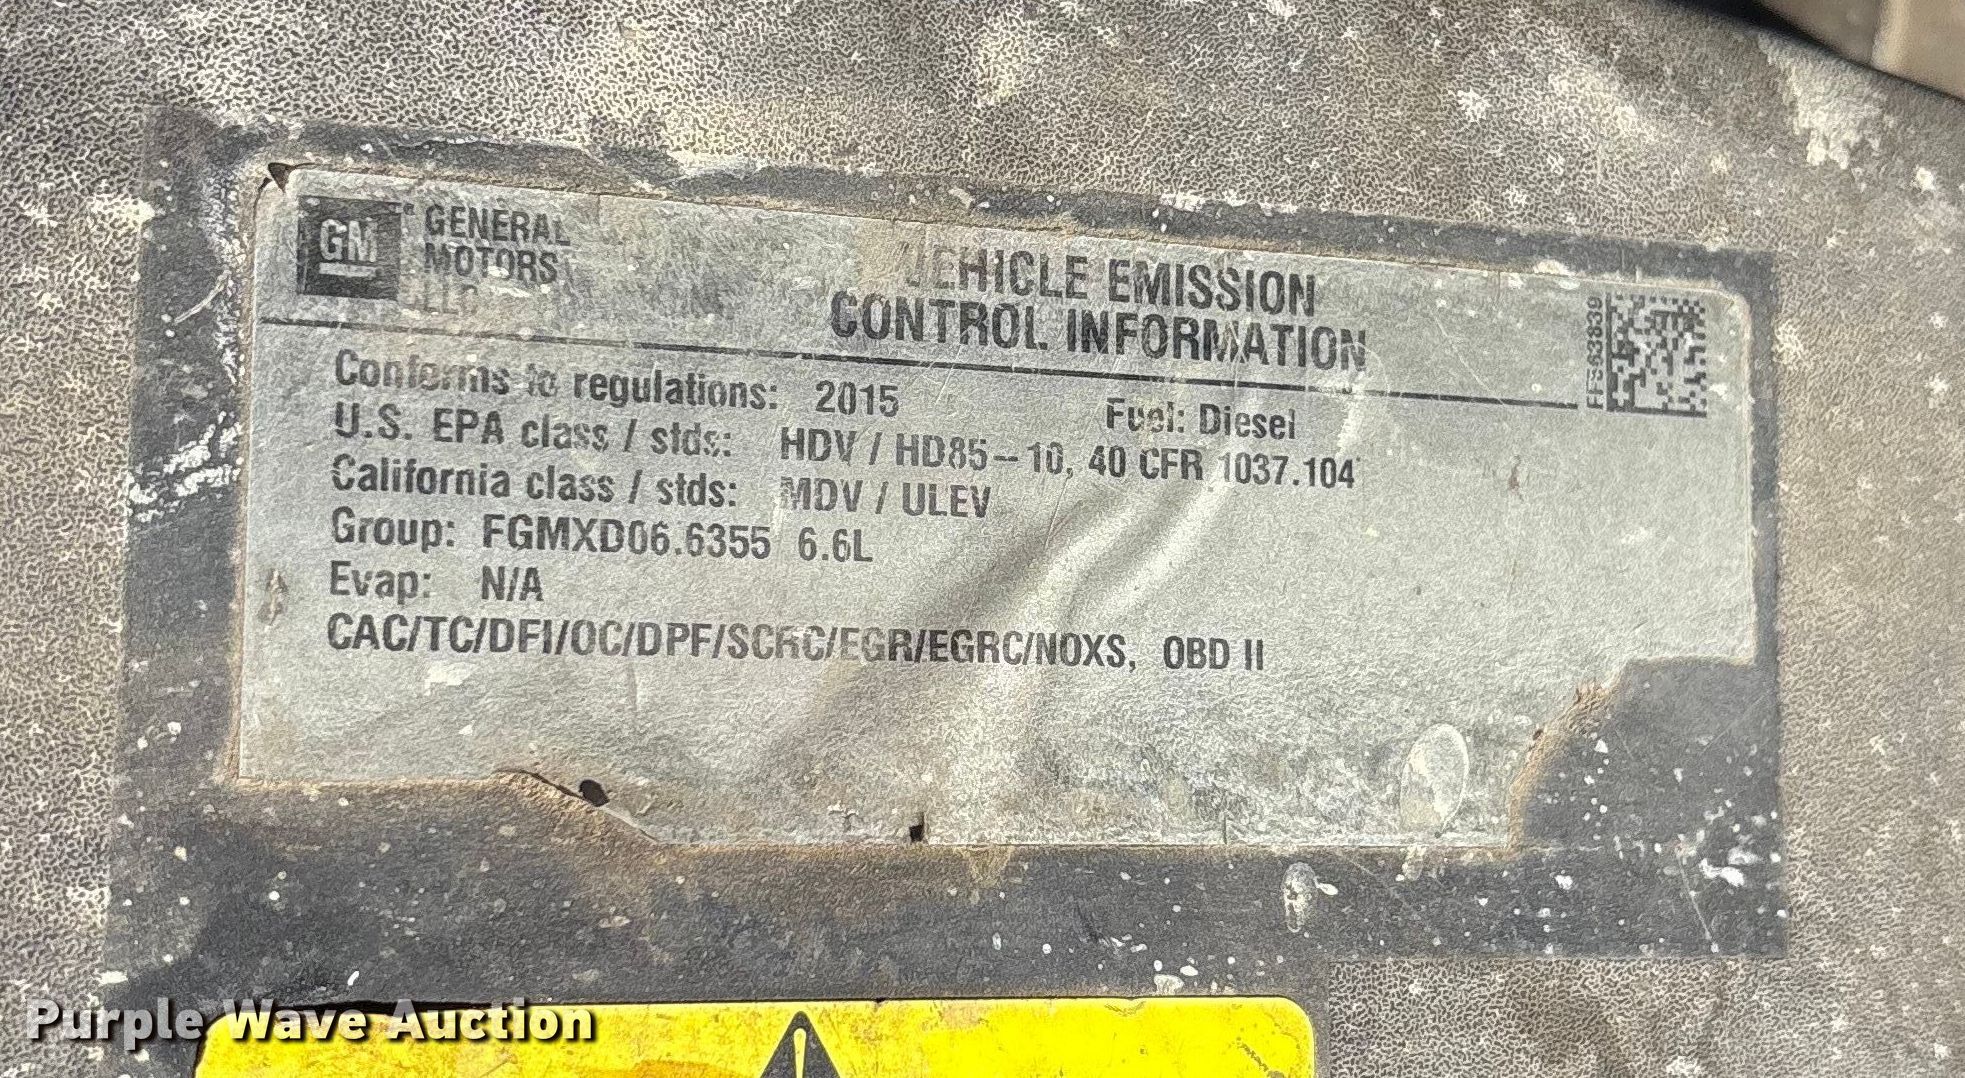 GM
GENERAL
MOTORS
LLC
VEHICLE EMISSION
CONTROL INFORMATION
FFS63839
Conforms to regulations: 2015 Fuel: Diesel
U.S. EPA class / stds: HDV / HD85-10, 40 CFR 1037.104
California class / stds: MDV / ULEV
Group: FGMXD06.6355 6.6L
Evap: N/A
CAC/TC/DFI/OC/DPF/SCRC/EGR/EGRC/NOXS, OBD II
Purple Wave Auction